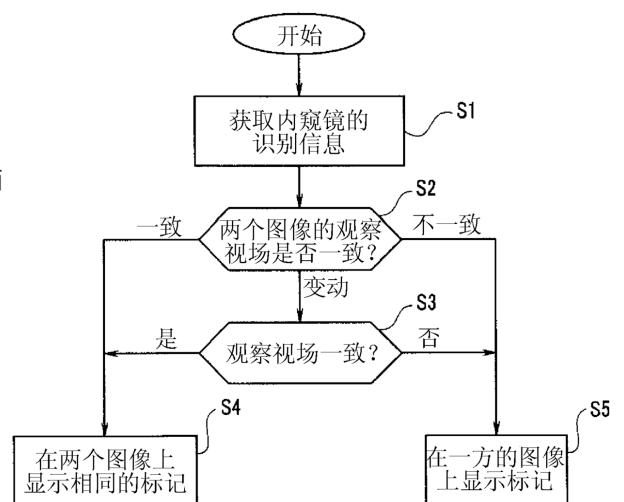 开始
获取内窥镜的
识别信息
S1
两个图像的观察
视场是否一致？
S2
一致
不一致
变动
观察视场一致？
S3
是
否
在两个图像上
显示相同的标记
S4
在一方的图像
上显示标记
S5